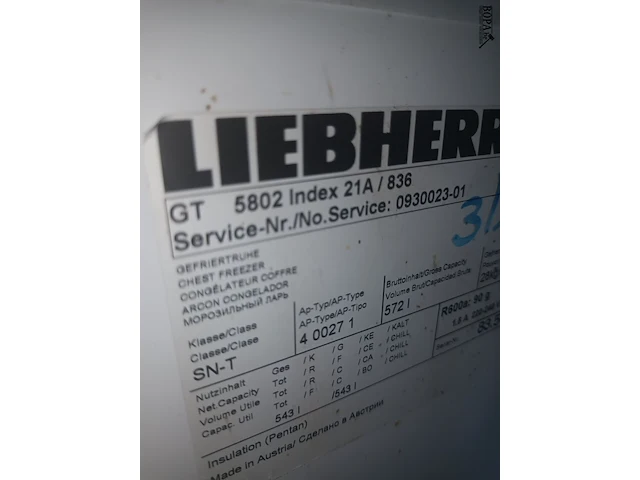 BOPA
LIEBHERR
GT 5802 Index 21A / 836
Service-Nr./No.Service: 0930023-01
GEFRIERTRUHE
CHEST FREEZER
CONGÉLATEUR COFFRE
ARCON CONGELADOR
МОРОЗИЛЬНЫЙ ЛАРЬ
Klasse/Class
Classe/Clase
SN-T
Ap-Typ/AP-Type
AP-Type/AP-Tipo
4 0027 1
Bruttoinhalt/Gross Capacity
Volume Brut/Capacidad Brute
572 l
R600a: 90 g
Nutzinhalt Ges /K /G /KE /KALT
Net.Capacity Tot /R /F /CE /CHILL
Volume Utile Tot /R /C /CA /CHILL
Capac. Util Tot /F /C /BO
543 l /543 l
Insulation (Pentan)
Made in Austria/ Сделано в Австрии